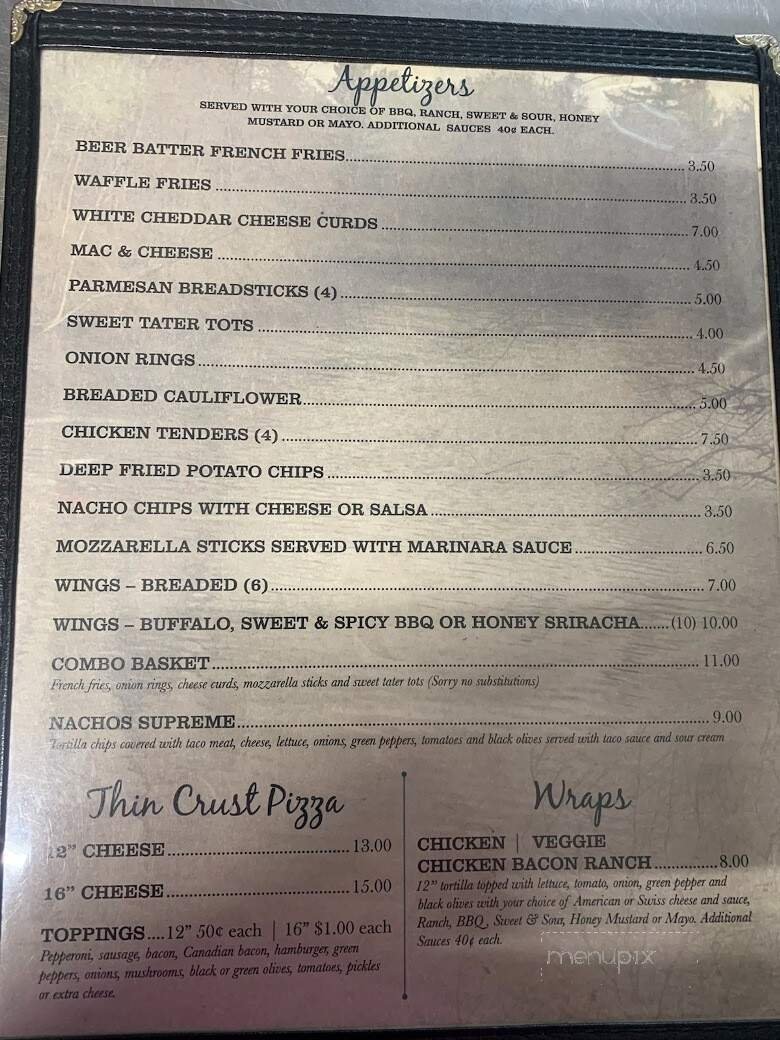 Appetizers
SERVED WITH YOUR CHOICE OF BBQ, RANCH, SWEET & SOUR, HONEY
MUSTARD OR MAYO. ADDITIONAL SAUCES 40¢ EACH.
BEER BATTER FRENCH FRIES 3.50
WAFFLE FRIES 3.50
WHITE CHEDDAR CHEESE CURDS 7.00
MAC & CHEESE 4.50
PARMESAN BREADSTICKS (4) 5.00
SWEET TATER TOTS 4.00
ONION RINGS 4.50
BREADED CAULIFLOWER 5.00
CHICKEN TENDERS (4) 7.50
DEEP FRIED POTATO CHIPS 3.50
NACHO CHIPS WITH CHEESE OR SALSA 3.50
MOZZARELLA STICKS SERVED WITH MARINARA SAUCE 6.50
WINGS – BREADED (6) 7.00
WINGS – BUFFALO, SWEET & SPICY BBQ OR HONEY SRIRACHA (10) 10.00
COMBO BASKET 11.00
French fries, onion rings, cheese curds, mozzarella sticks and sweet tater tots (Sorry no substitutions)
NACHOS SUPREME 9.00
Tortilla chips covered with taco meat, cheese, lettuce, onions, green peppers, tomatoes and black olives served with taco sauce and sour cream
Thin Crust Pizza
12" CHEESE 13.00
16" CHEESE 15.00
TOPPINGS....12" 50¢ each | 16" $1.00 each
Pepperoni, sausage, bacon, Canadian bacon, hamburger, green
peppers, onions, mushrooms, black or green olives, tomatoes, pickles
or extra cheese.
Wraps
CHICKEN | VEGGIE
CHICKEN BACON RANCH 8.00
12" tortilla topped with lettuce, tomato, onion, green pepper and
black olives with your choice of American or Swiss cheese and sauce,
Ranch, BBQ, Sweet & Sour, Honey Mustard or Mayo. Additional
Sauces 40¢ each.
menupix